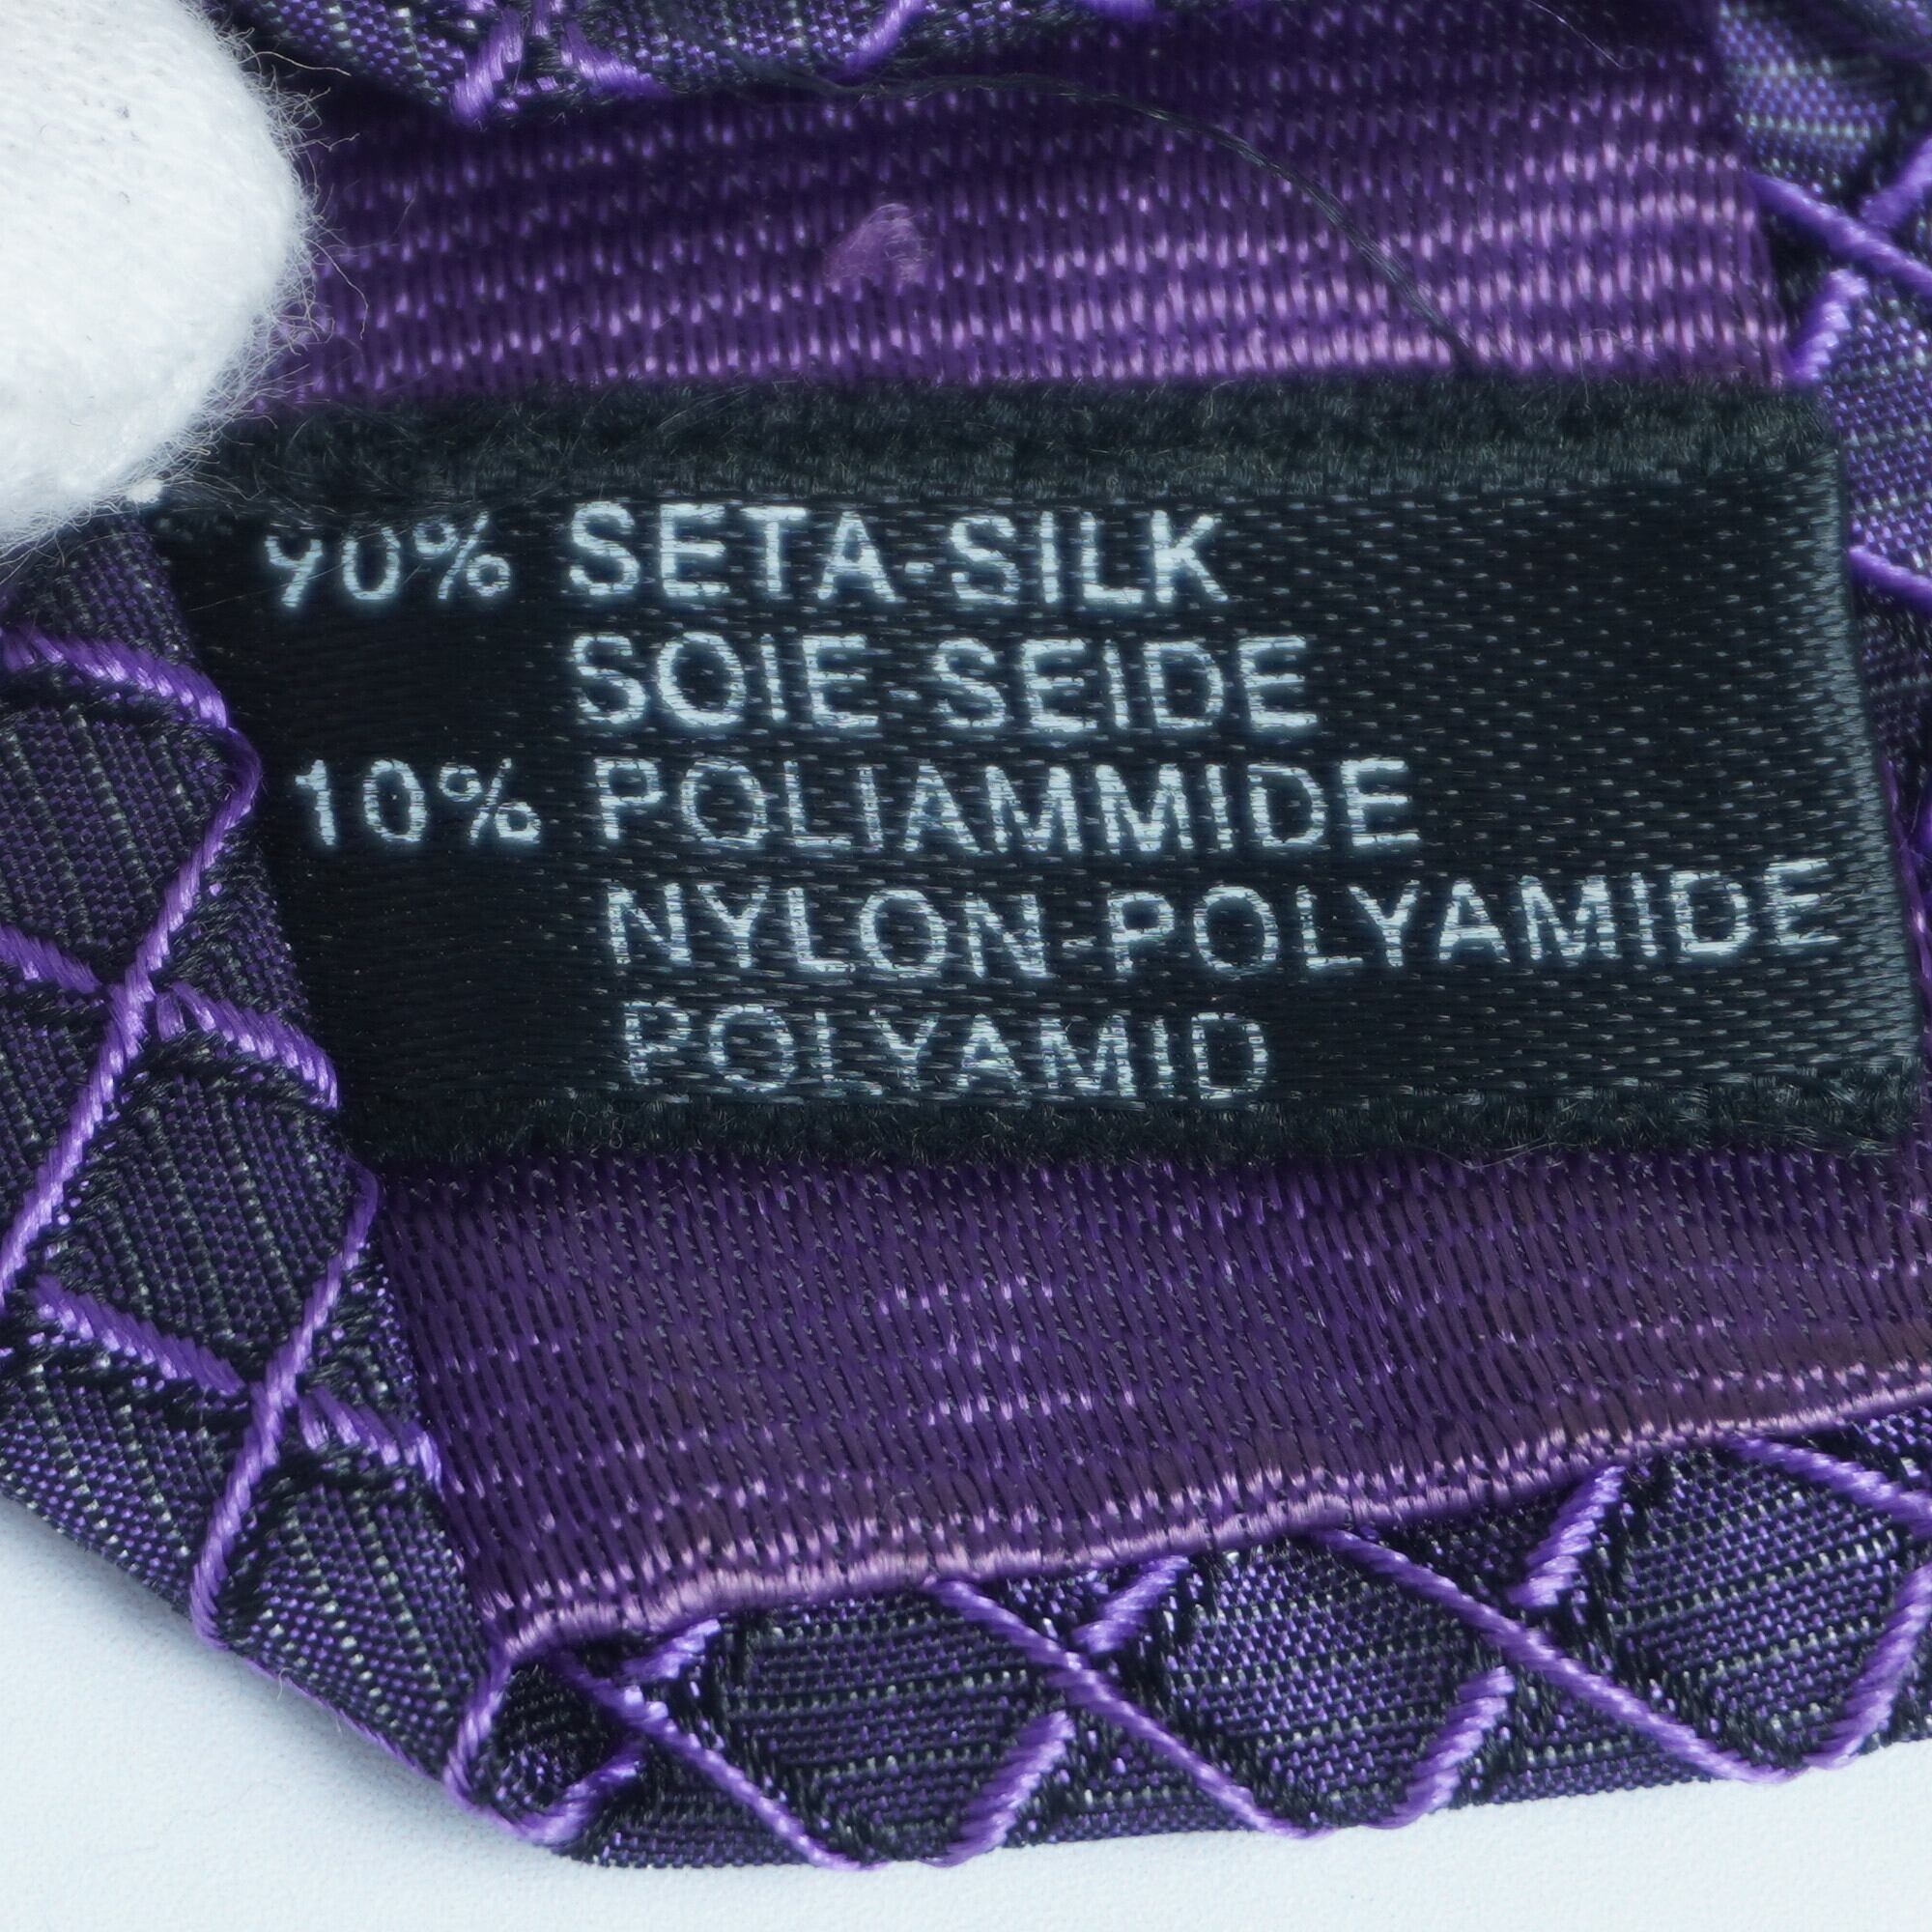 90% SETA-SILK
SOIE-SEIDE
10% POLIAMMIDE
NYLON-POLYAMIDE
POLYAMID